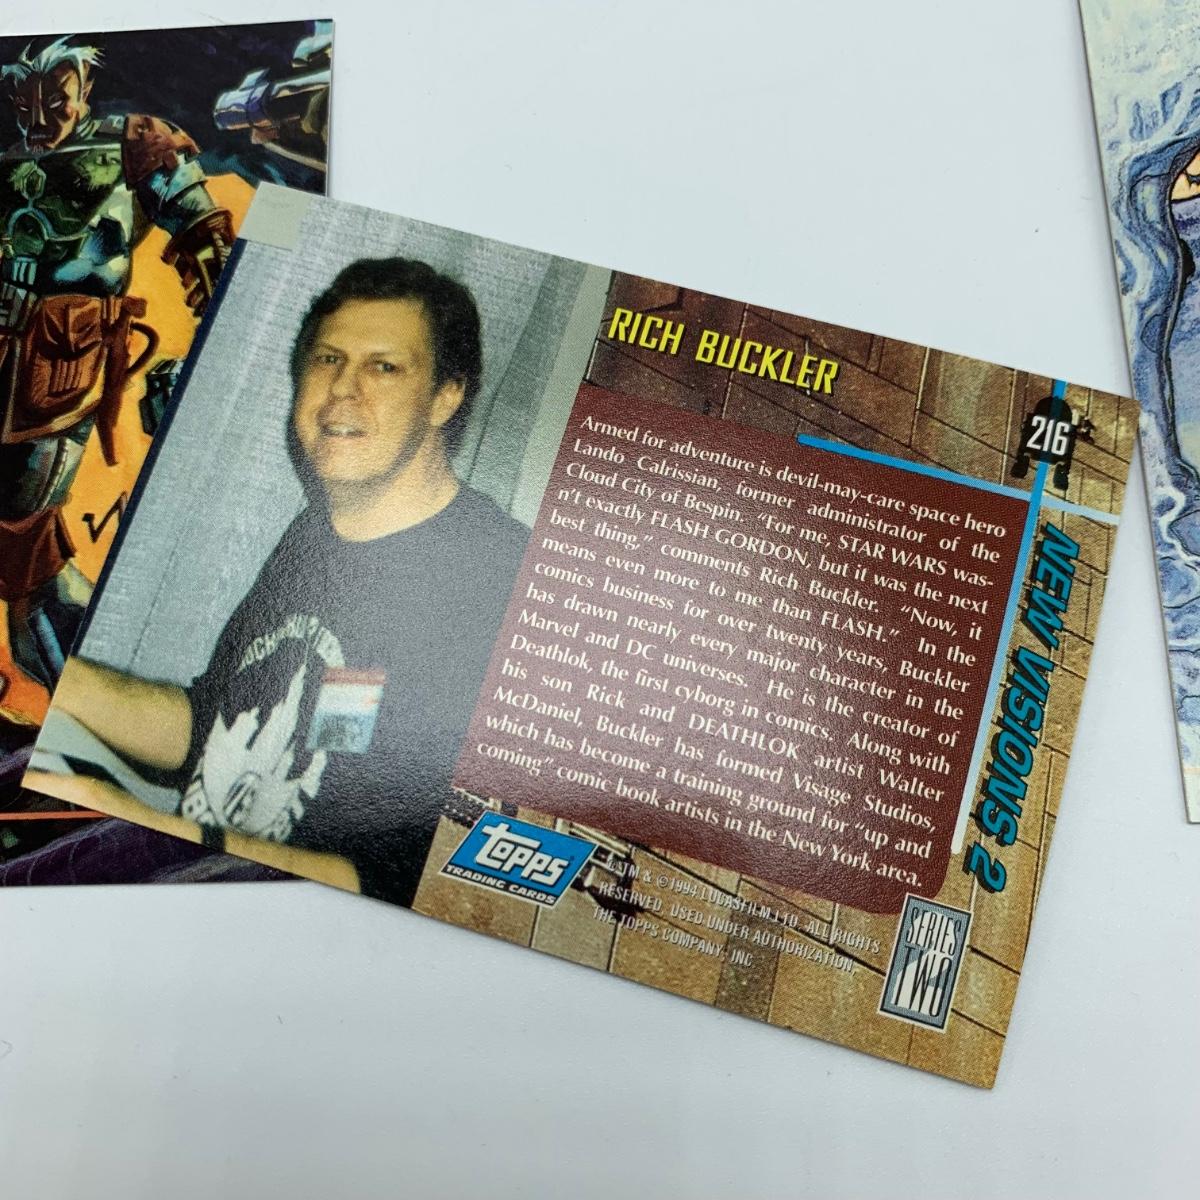 RICH BUCKLER
216
Armed for adventure is devil-may-care space hero
Lando Calrissian, former administrator of the
Cloud City of Bespin. "For me, STAR WARS was-
n't exactly FLASH GORDON, but it was the next
best thing," comments Rich Buckler. "Now, it
means even more to me than FLASH." In the
comics business for over twenty years, Buckler
has drawn nearly every major character in the
Marvel and DC universes. He is the creator of
Deathlok, the first cyborg in comics. Along with
his son Rick and DEATHLOK artist Walter
McDaniel, Buckler has formed Visage Studios,
which has become a training ground for "up and
coming" comic book artists in the New York area.
NEW VISIONS 2
topps
TRADING CARDS
®TM & ©1994 LUCASFILM LTD. ALL RIGHTS
RESERVED. USED UNDER AUTHORIZATION,
THE TOPPS COMPANY, INC
SERIES
TWO